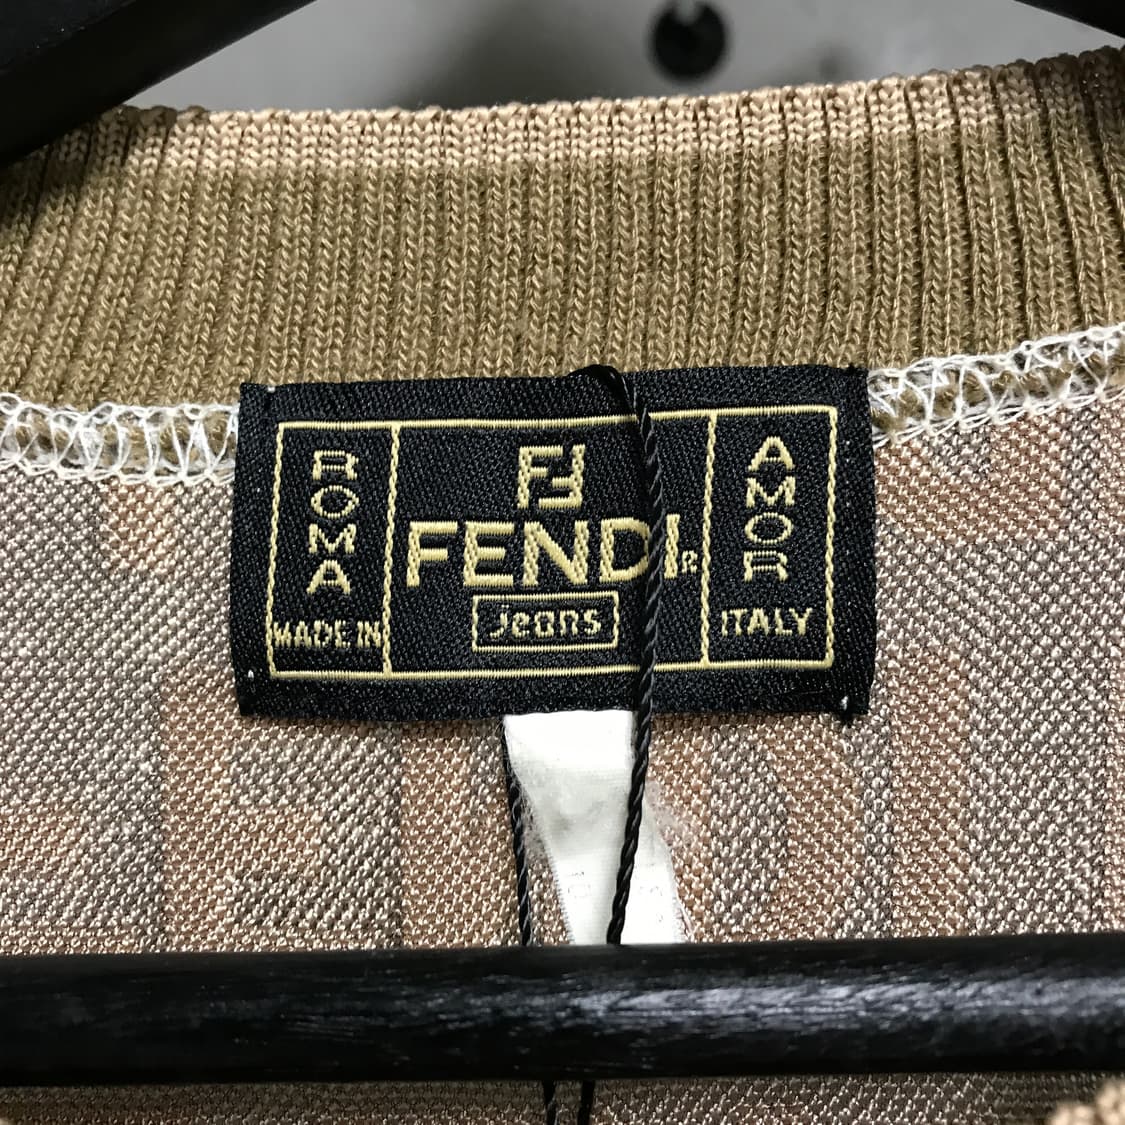 ROMA
MADE IN
FF
FENDI R
jeans
AMOR
ITALY